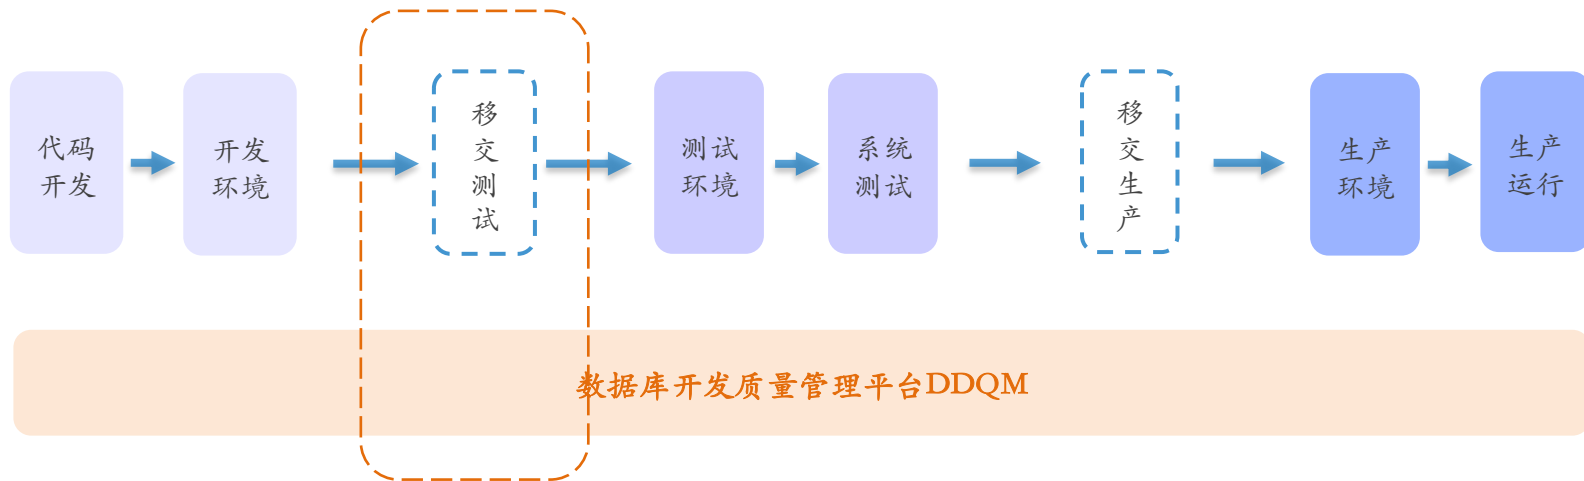 代码
开发
开发
环境
移
交
测
试
测试
环境
系统
测试
移
交
生
产
生产
环境
生产
运行
数据库开发质量管理平台DDQM